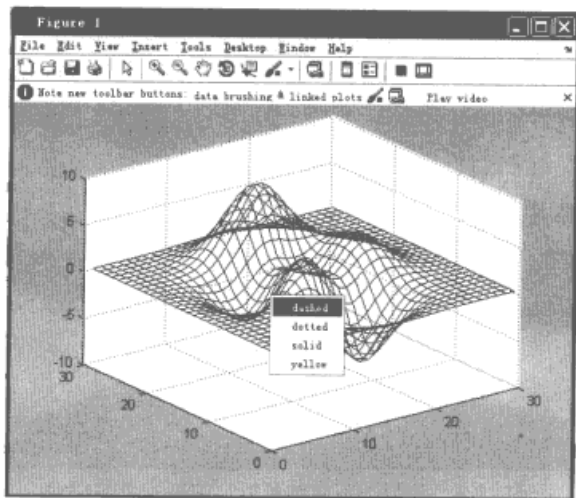 Figure 1
File Edit View Insert Tools Desktop Window Help
Note new toolbar buttons: data brushing & linked plots Play video
10
5
0
-5
-10
30
20
10
0
0
10
20
30
dashed
dotted
solid
yellow